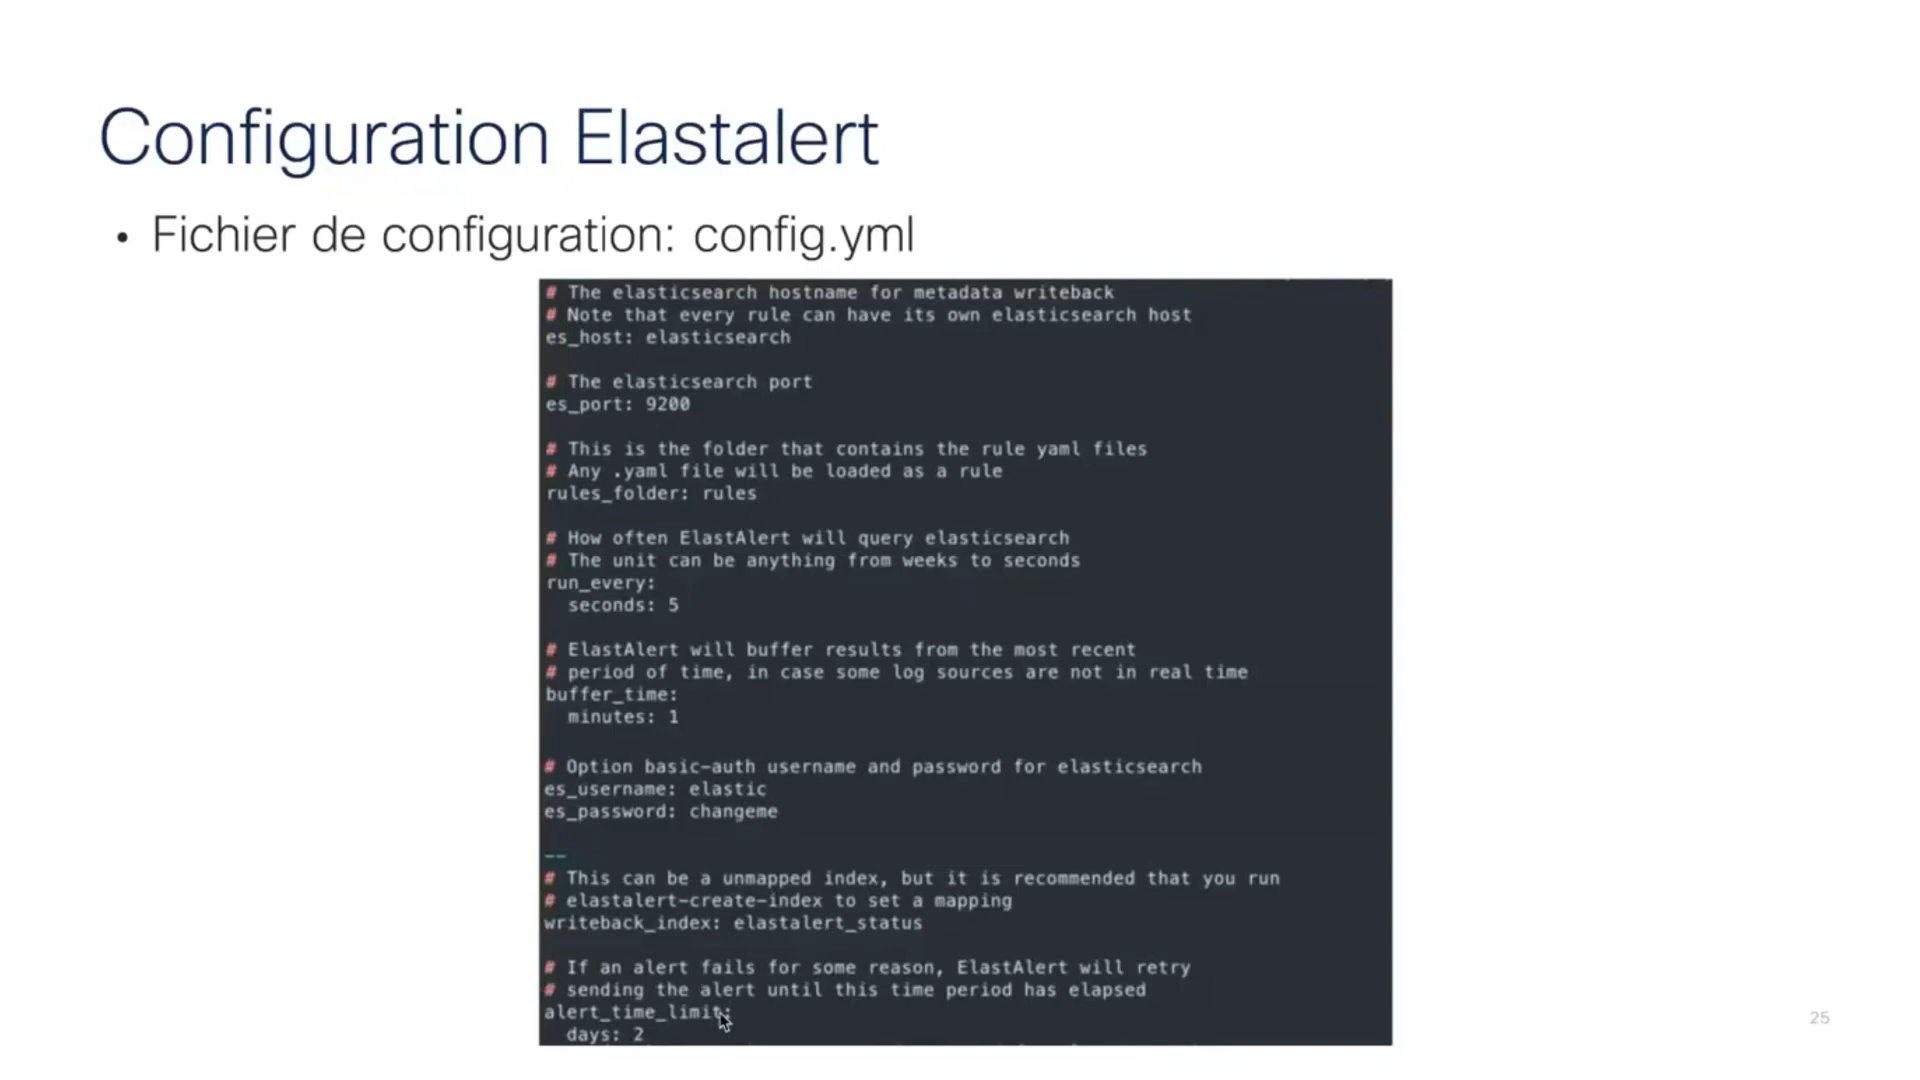 Configuration Elastalert
• Fichier de configuration: config.yml
# The elasticsearch hostname for metadata writeback
# Note that every rule can have its own elasticsearch host
es_host: elasticsearch
# The elasticsearch port
es_port: 9200
# This is the folder that contains the rule yaml files
# Any .yaml file will be loaded as a rule
rules_folder: rules
# How often ElastAlert will query elasticsearch
# The unit can be anything from weeks to seconds
run_every:
  seconds: 5
# ElastAlert will buffer results from the most recent
# period of time, in case some log sources are not in real time
buffer_time:
  minutes: 1
# Option basic-auth username and password for elasticsearch
es_username: elastic
es_password: changeme
--
# This can be a unmapped index, but it is recommended that you run
# elastalert-create-index to set a mapping
writeback_index: elastalert_status
# If an alert fails for some reason, ElastAlert will retry
# sending the alert until this time period has elapsed
alert_time_limit:
  days: 2
25